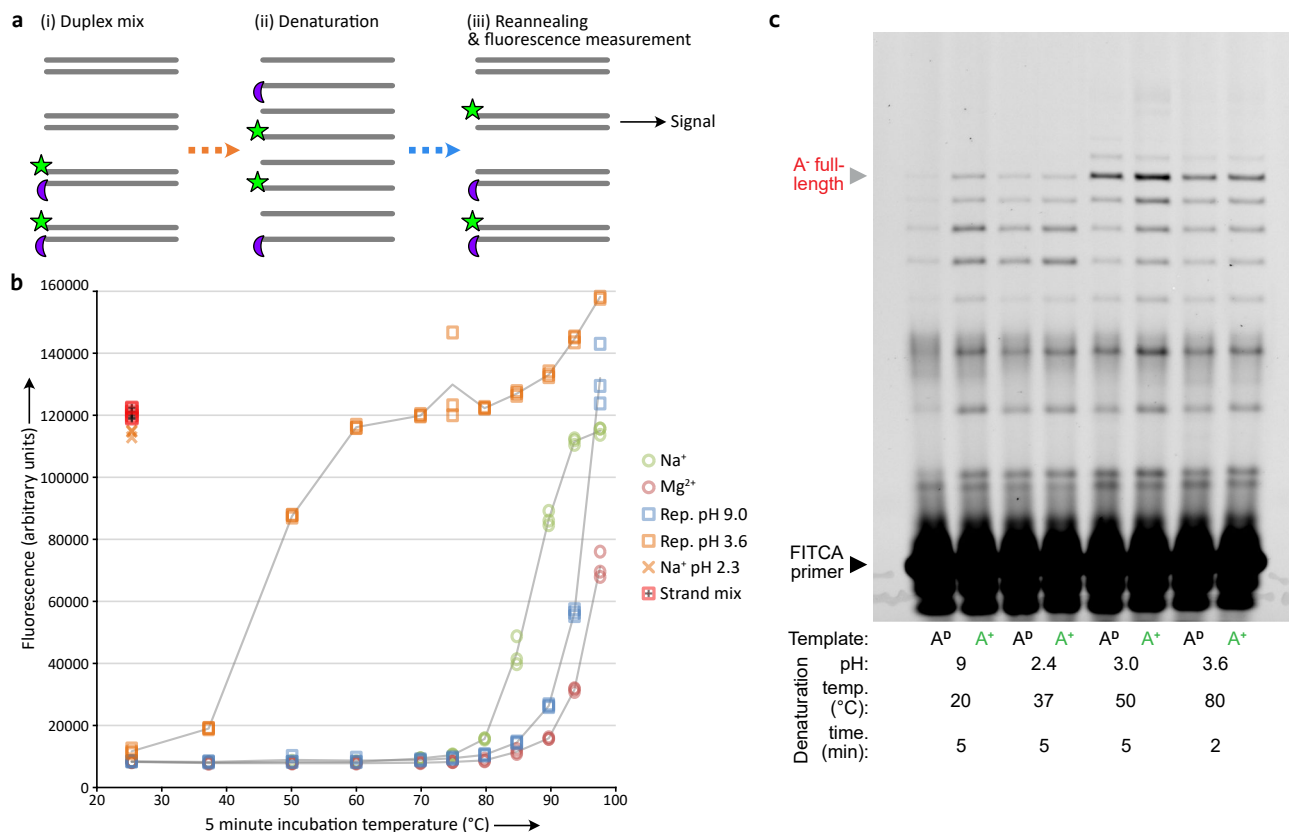 a
(i) Duplex mix
(ii) Denaturation
(iii) Reannealing
& fluorescence measurement
Signal
b
160000
140000
120000
100000
80000
60000
40000
20000
0
Fluorescence (arbitrary units)
20
30
40
50
60
70
80
90
100
5 minute incubation temperature (°C)
Na⁺
Mg²⁺
Rep. pH 9.0
Rep. pH 3.6
Na⁺ pH 2.3
Strand mix
c
A⁻ full-
length
FITCA
primer
Template: Aᴰ A⁺ Aᴰ A⁺ Aᴰ A⁺ Aᴰ A⁺
Denaturation
pH: 9 2.4 3.0 3.6
temp. (°C): 20 37 50 80
time. (min): 5 5 5 2